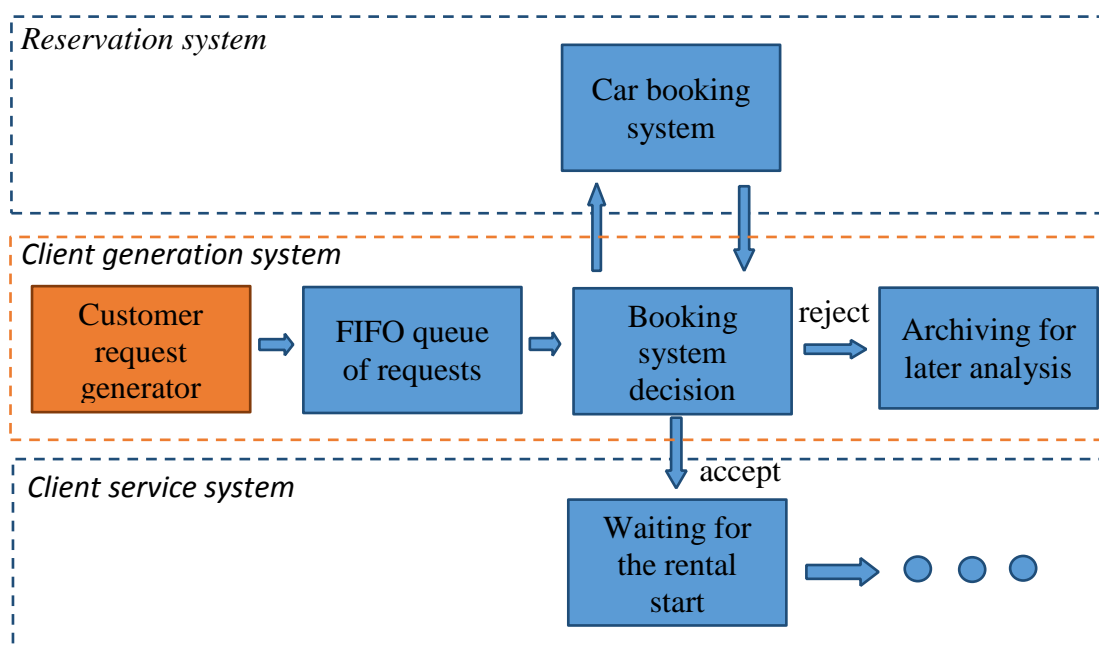 Reservation system
Car booking
system
Client generation system
Customer
request
generator
FIFO queue
of requests
Booking
system
decision
reject
Archiving for
later analysis
accept
Client service system
Waiting for
the rental
start